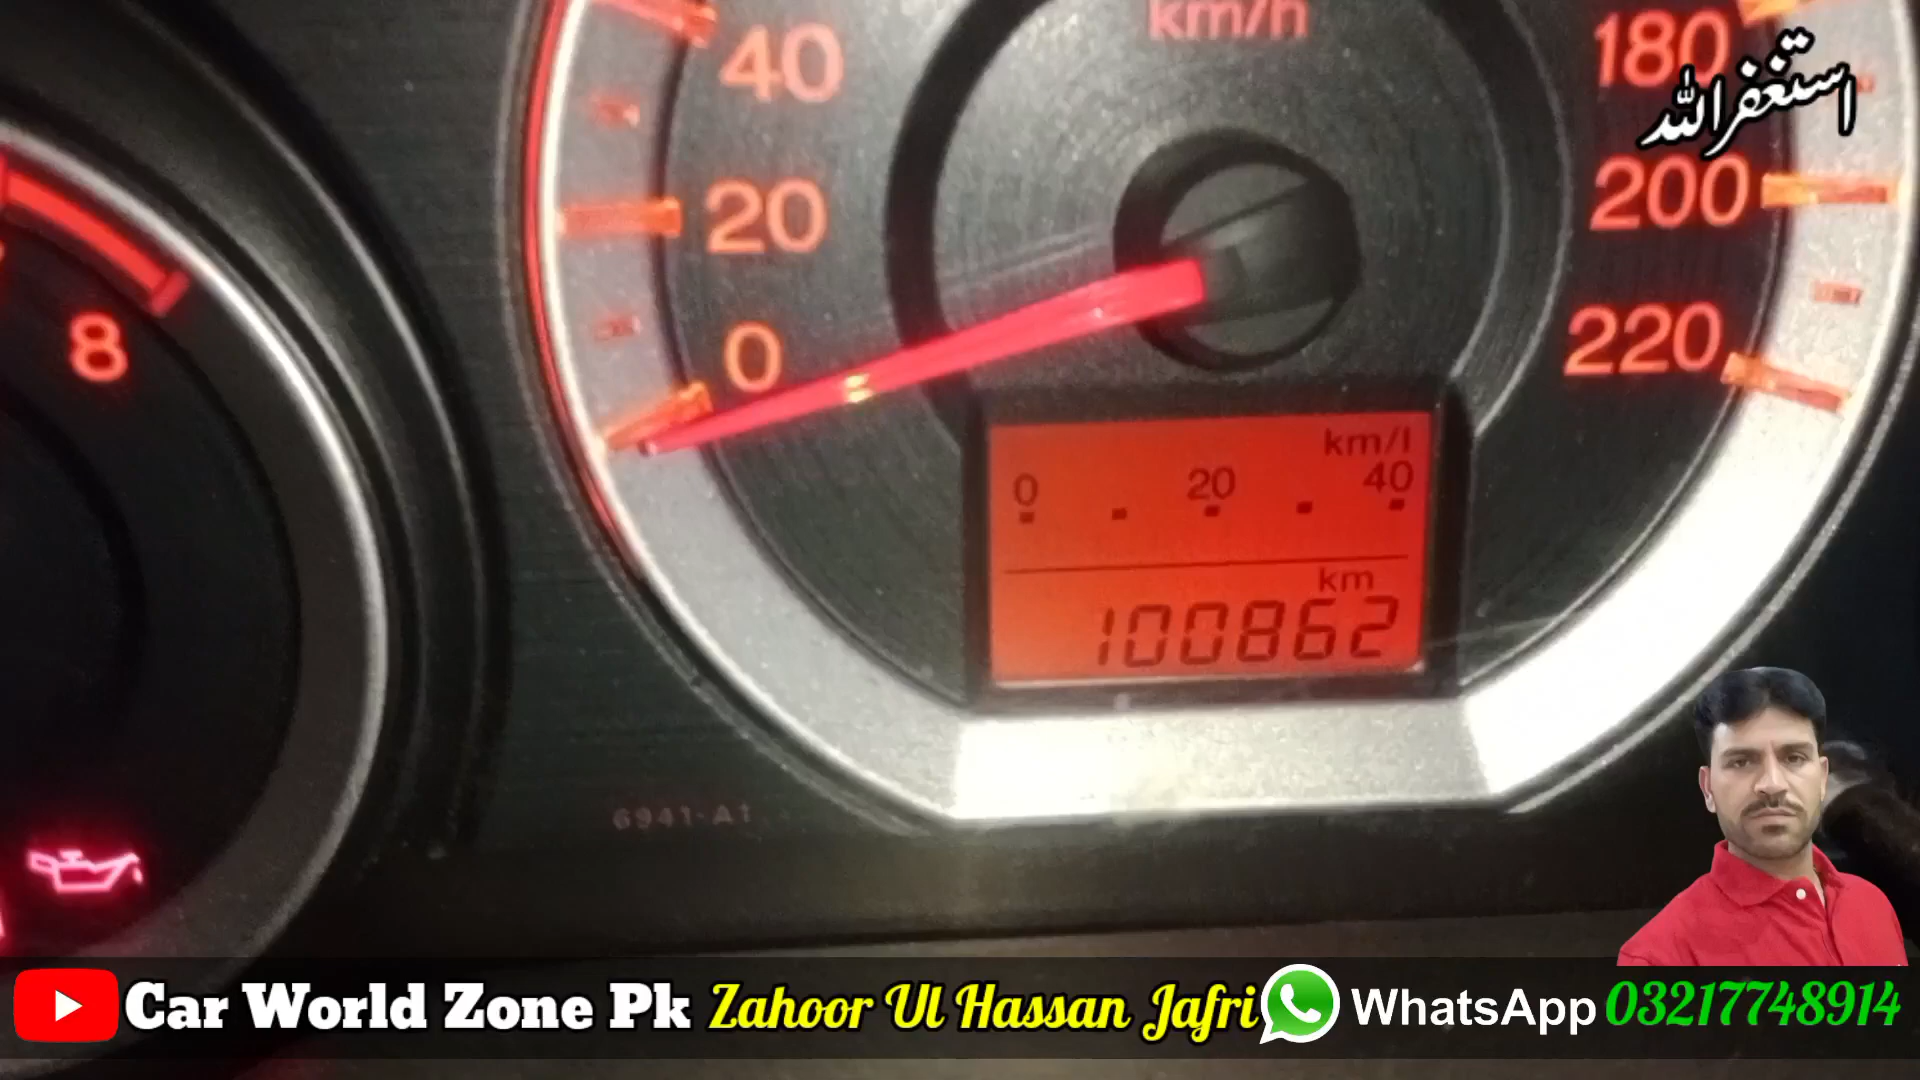 km/h
40
20
0
180
استغفراللہ
200
220
8
km/l
0 20 40
km
100862
6941-A1
Car World Zone Pk Zahoor Ul Hassan Jafri WhatsApp 03217748914